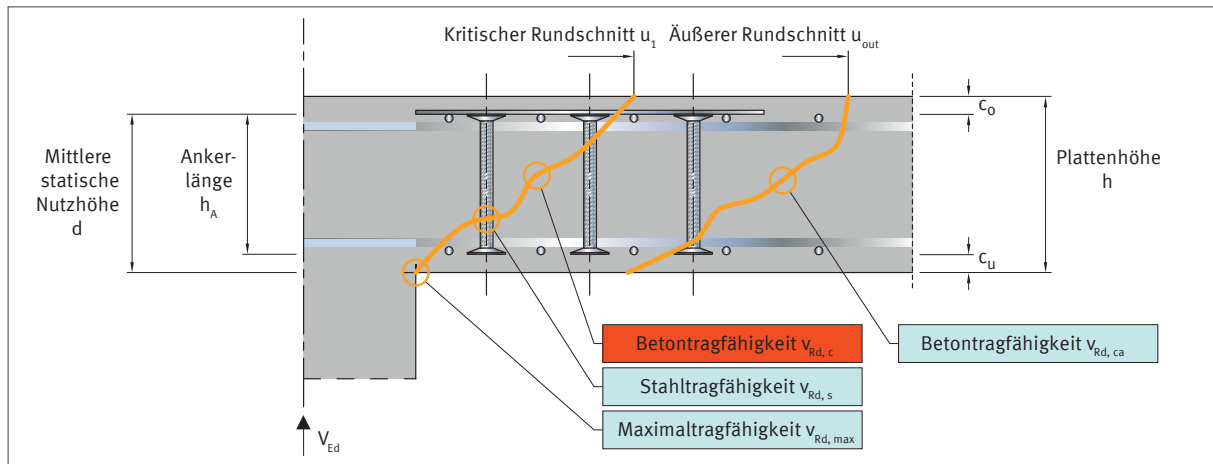 Kritischer Rundschnitt u1 Äußerer Rundschnitt uout
co
Mittlere
statische
Nutzhöhe
d
Anker-
länge
hA
Plattenhöhe
h
cu
Betontragfähigkeit vRd, c
Betontragfähigkeit vRd, ca
Stahltragfähigkeit vRd, s
Maximaltragfähigkeit vRd, max
VEd